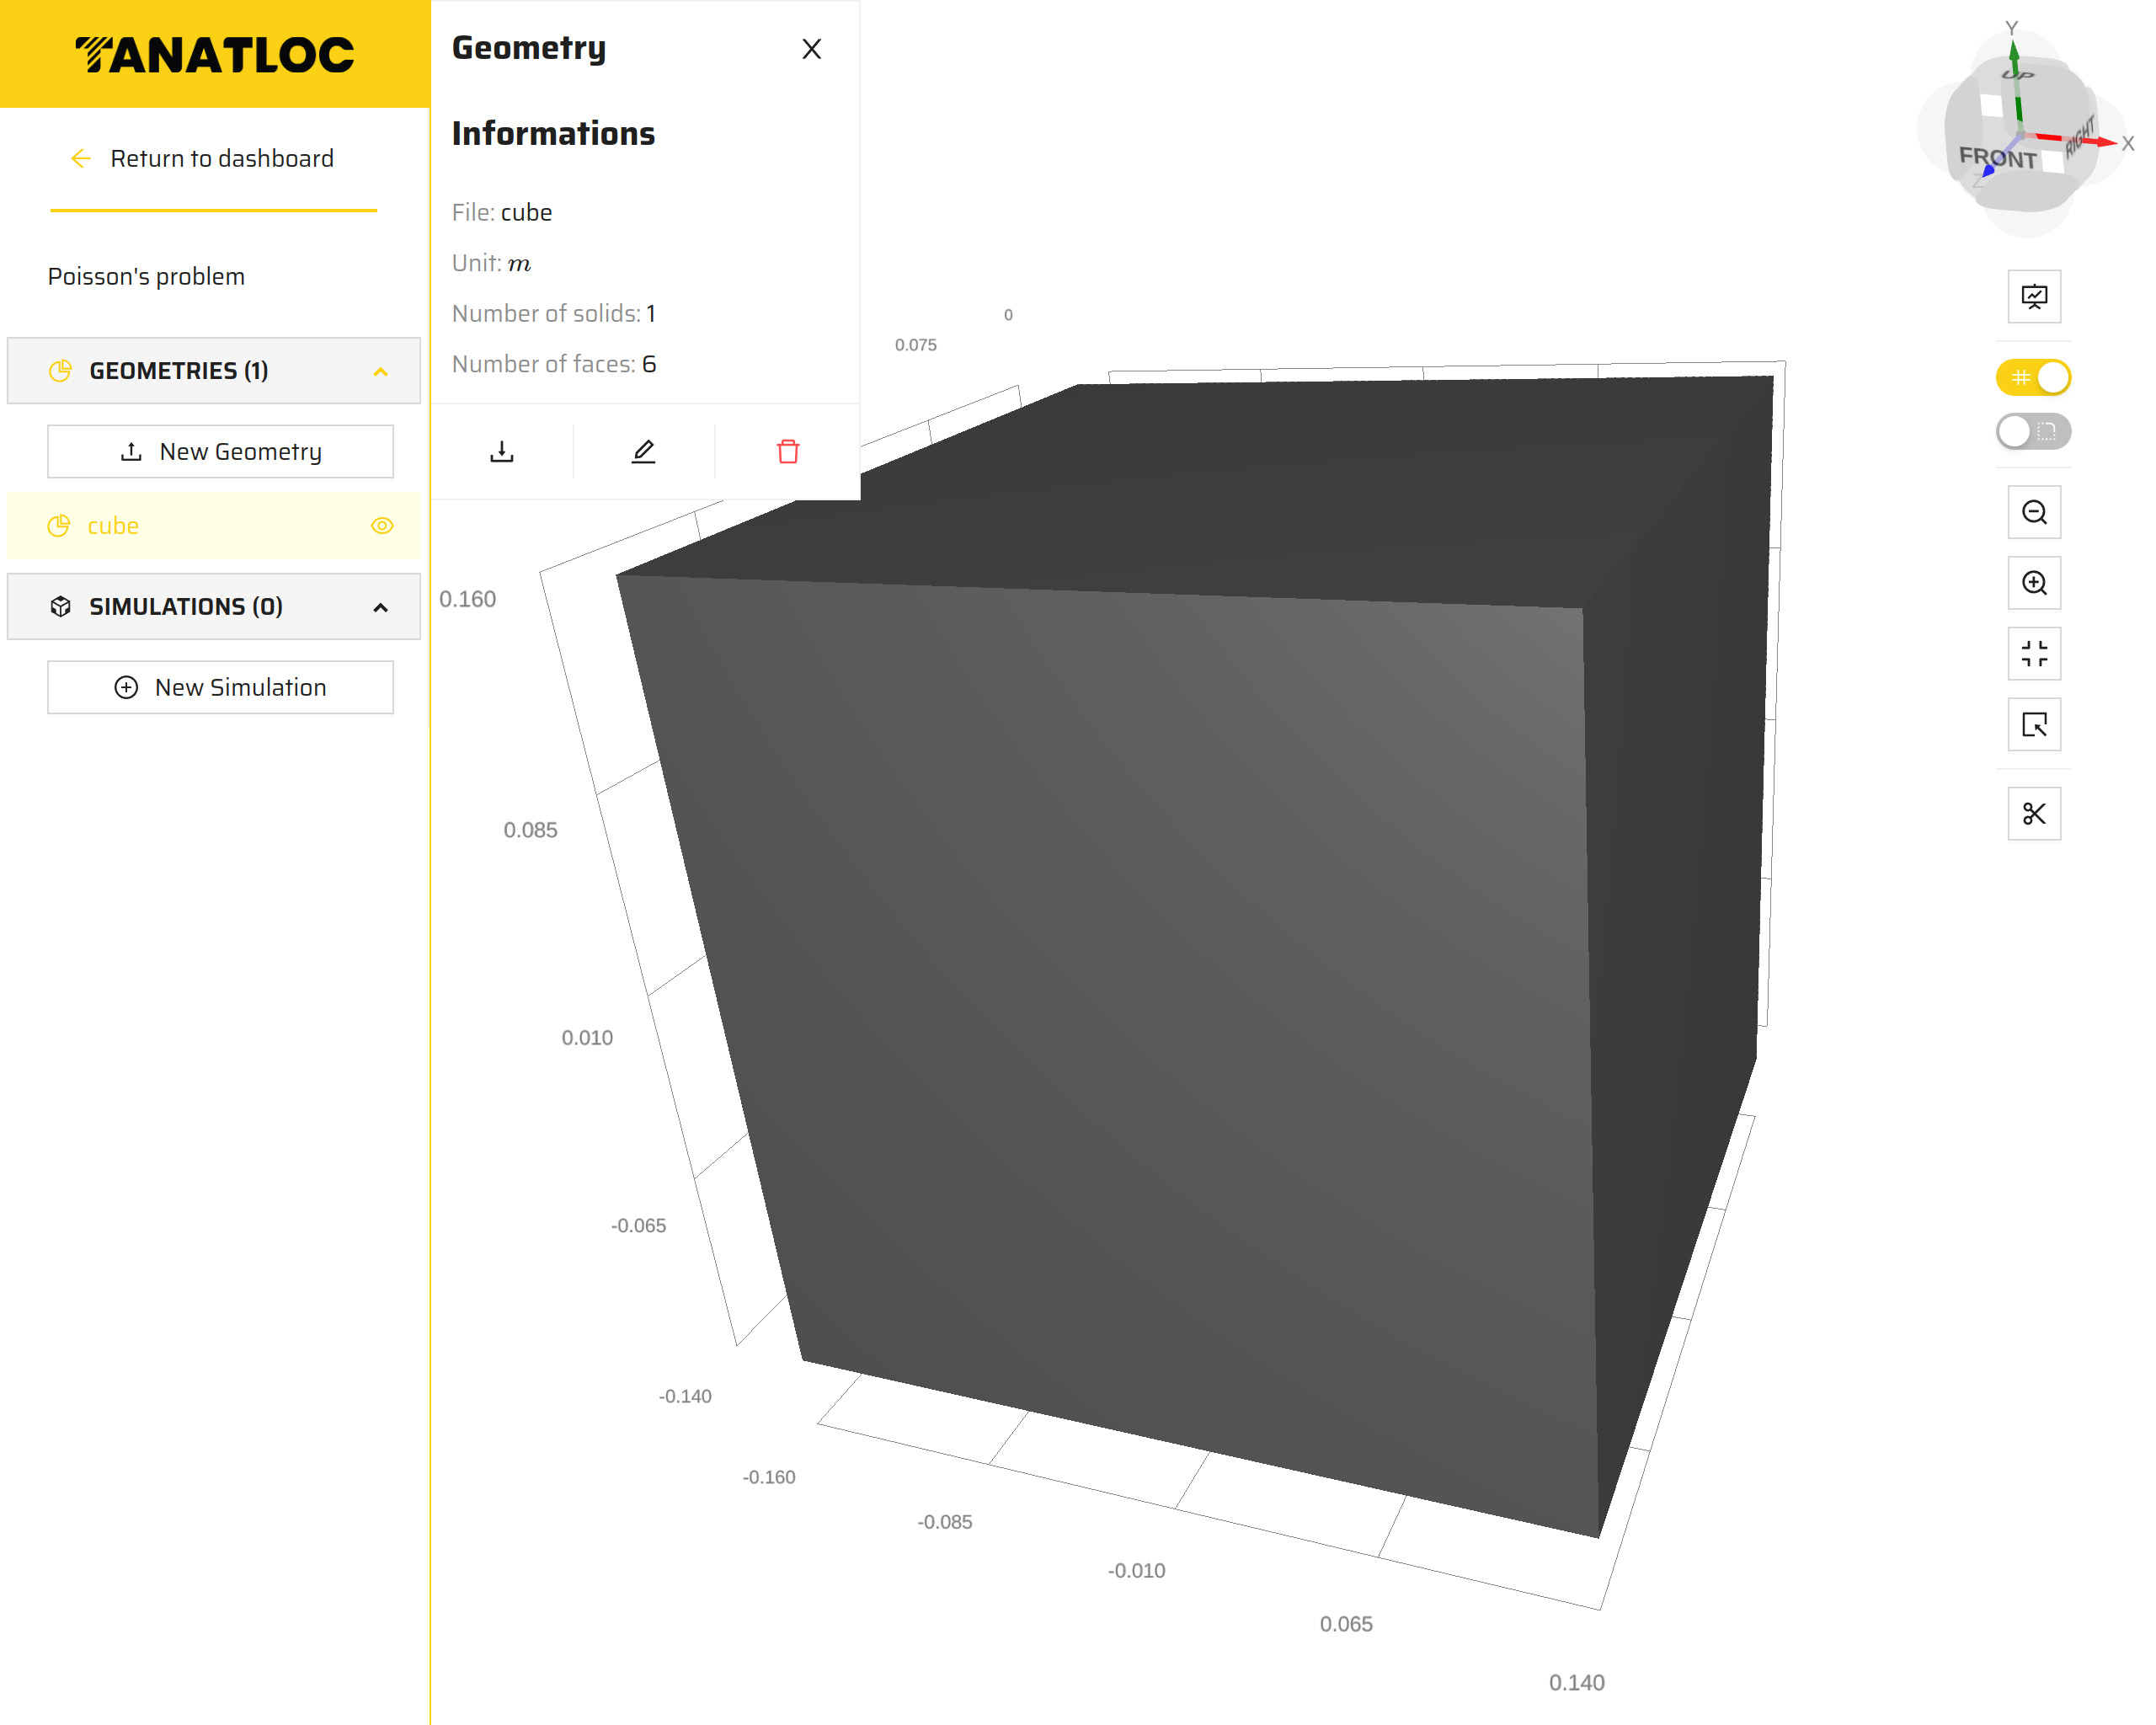 TANATLOC
Return to dashboard
Poisson's problem
GEOMETRIES (1)
New Geometry
cube
SIMULATIONS (0)
New Simulation
Geometry
Informations
File: cube
Unit: m
Number of solids: 1
Number of faces: 6
0
0.075
0.160
0.085
0.010
-0.065
-0.140
-0.160
-0.085
-0.010
0.065
0.140
Y
UP
FRONT
RIGHT
X
Z